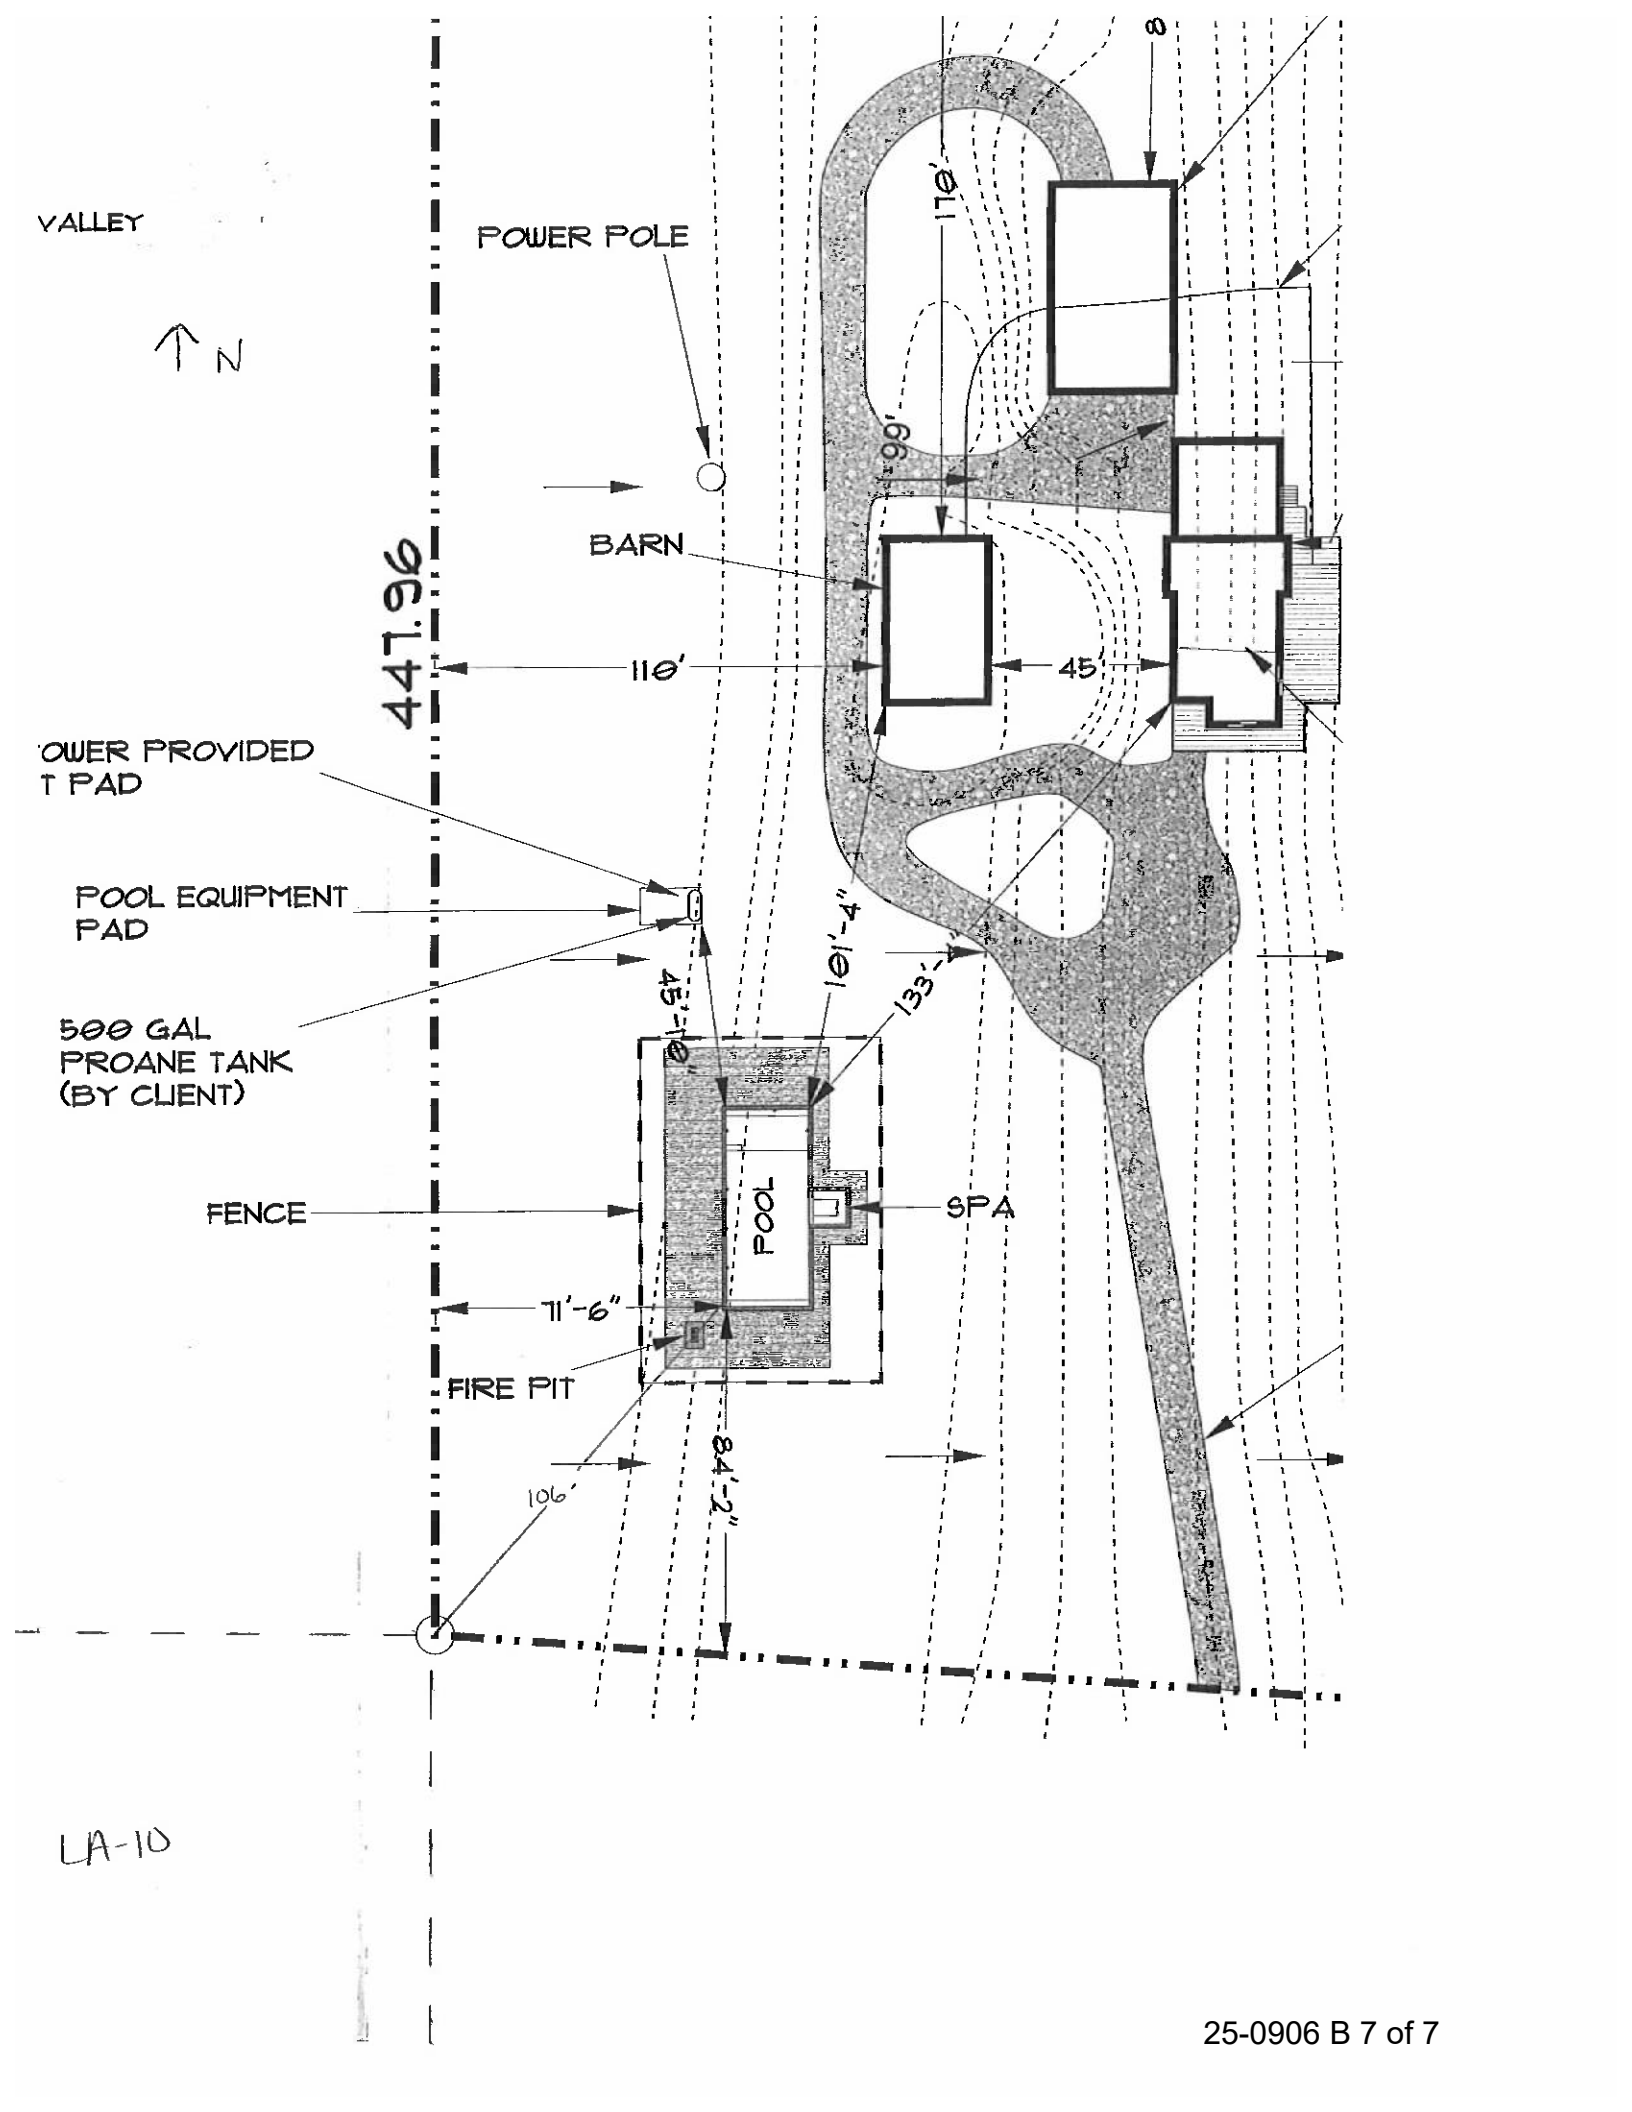 8
170'
VALLEY
POWER POLE
N
99'
BARN
447.96
110'
45'
OWER PROVIDED
T PAD
POOL EQUIPMENT
PAD
101'-4"
45'-10"
500 GAL
PROANE TANK
(BY CLIENT)
FENCE
POOL
SPA
71'-6"
FIRE PIT
84'-2"
106'
LA-10
25-0906 B 7 of 7